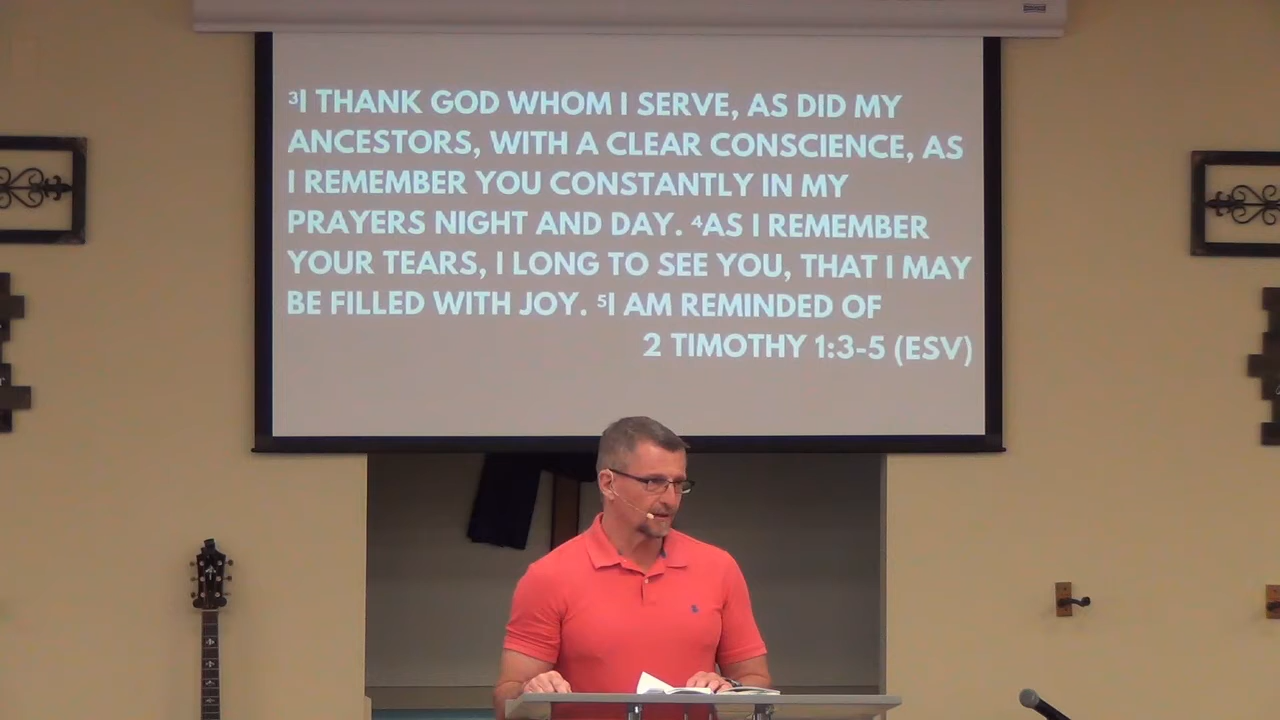 ³I THANK GOD WHOM I SERVE, AS DID MY
ANCESTORS, WITH A CLEAR CONSCIENCE, AS
I REMEMBER YOU CONSTANTLY IN MY
PRAYERS NIGHT AND DAY. ⁴AS I REMEMBER
YOUR TEARS, I LONG TO SEE YOU, THAT I MAY
BE FILLED WITH JOY. ⁵I AM REMINDED OF
2 TIMOTHY 1:3-5 (ESV)